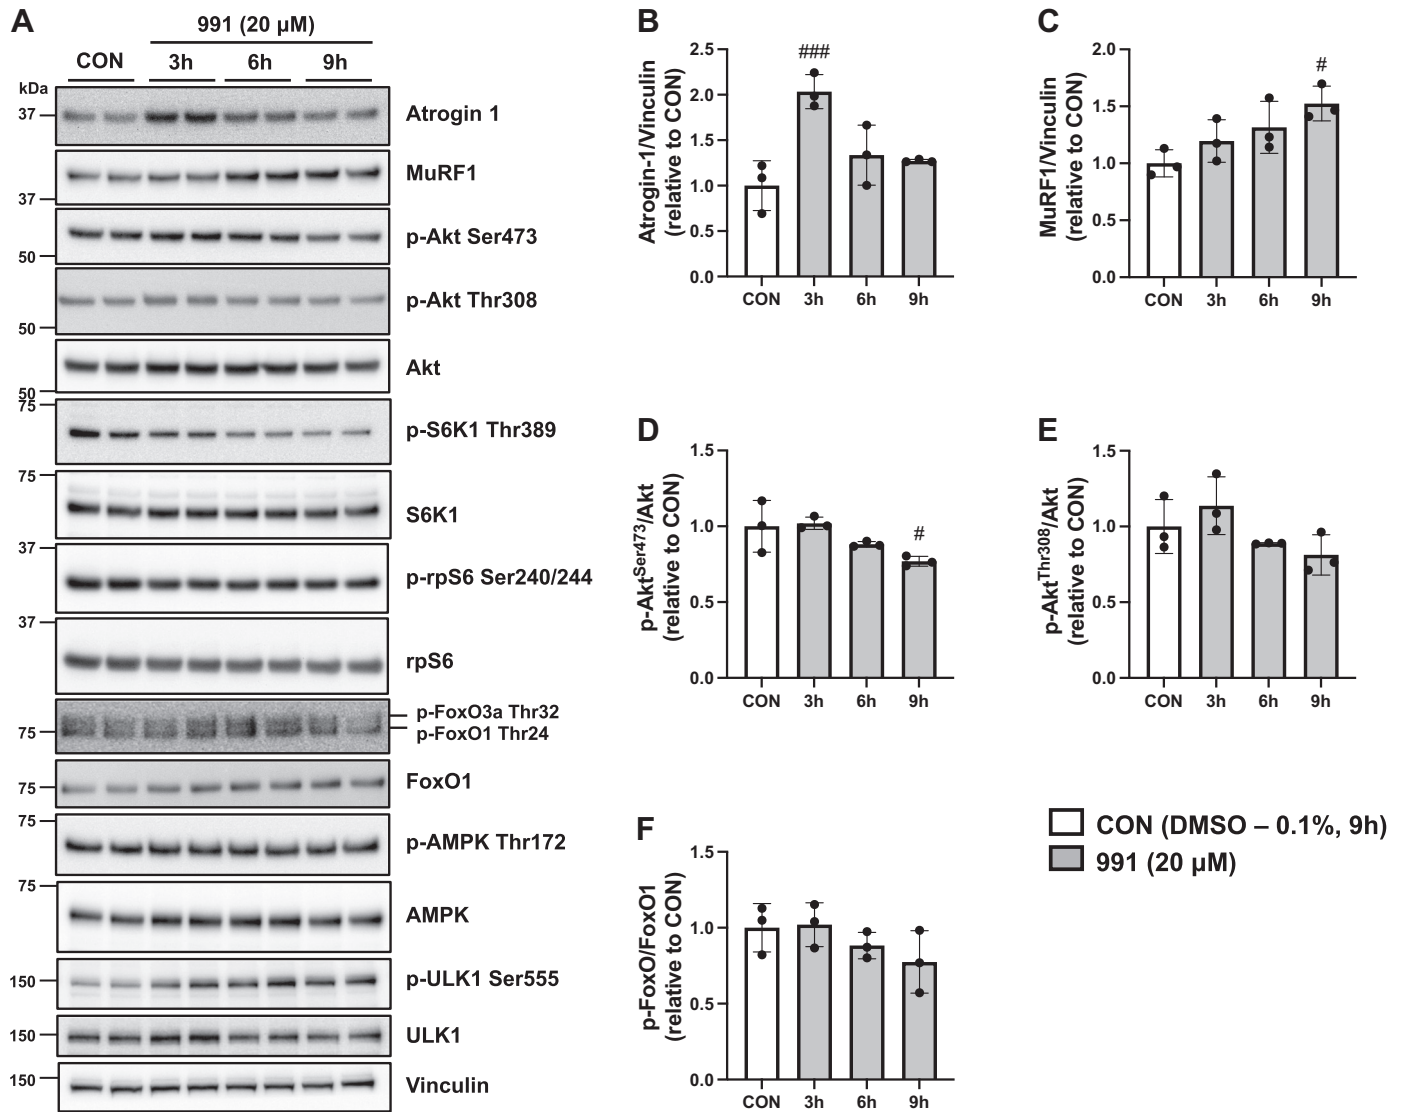 A
991 (20 µM)
CON 3h 6h 9h
kDa
37 Atrogin 1
MuRF1
37
p-Akt Ser473
50
p-Akt Thr308
50
Akt
50
75
p-S6K1 Thr389
75
S6K1
37
p-rpS6 Ser240/244
37
rpS6
p-FoxO3a Thr32
75 p-FoxO1 Thr24
75 FoxO1
75
p-AMPK Thr172
75
AMPK
150 p-ULK1 Ser555
150 ULK1
150 Vinculin
B
Atrogin-1/Vinculin
(relative to CON)
2.5
2.0
1.5
1.0
0.5
0.0
###
CON 3h 6h 9h
C
MuRF1/Vinculin
(relative to CON)
2.0
1.5
1.0
0.5
0.0
#
CON 3h 6h 9h
D
p-AktSer473/Akt
(relative to CON)
1.5
1.0
0.5
0.0
#
CON 3h 6h 9h
E
p-AktThr308/Akt
(relative to CON)
1.5
1.0
0.5
0.0
CON 3h 6h 9h
F
p-FoxO/FoxO1
(relative to CON)
1.5
1.0
0.5
0.0
CON 3h 6h 9h
CON (DMSO – 0.1%, 9h)
991 (20 µM)